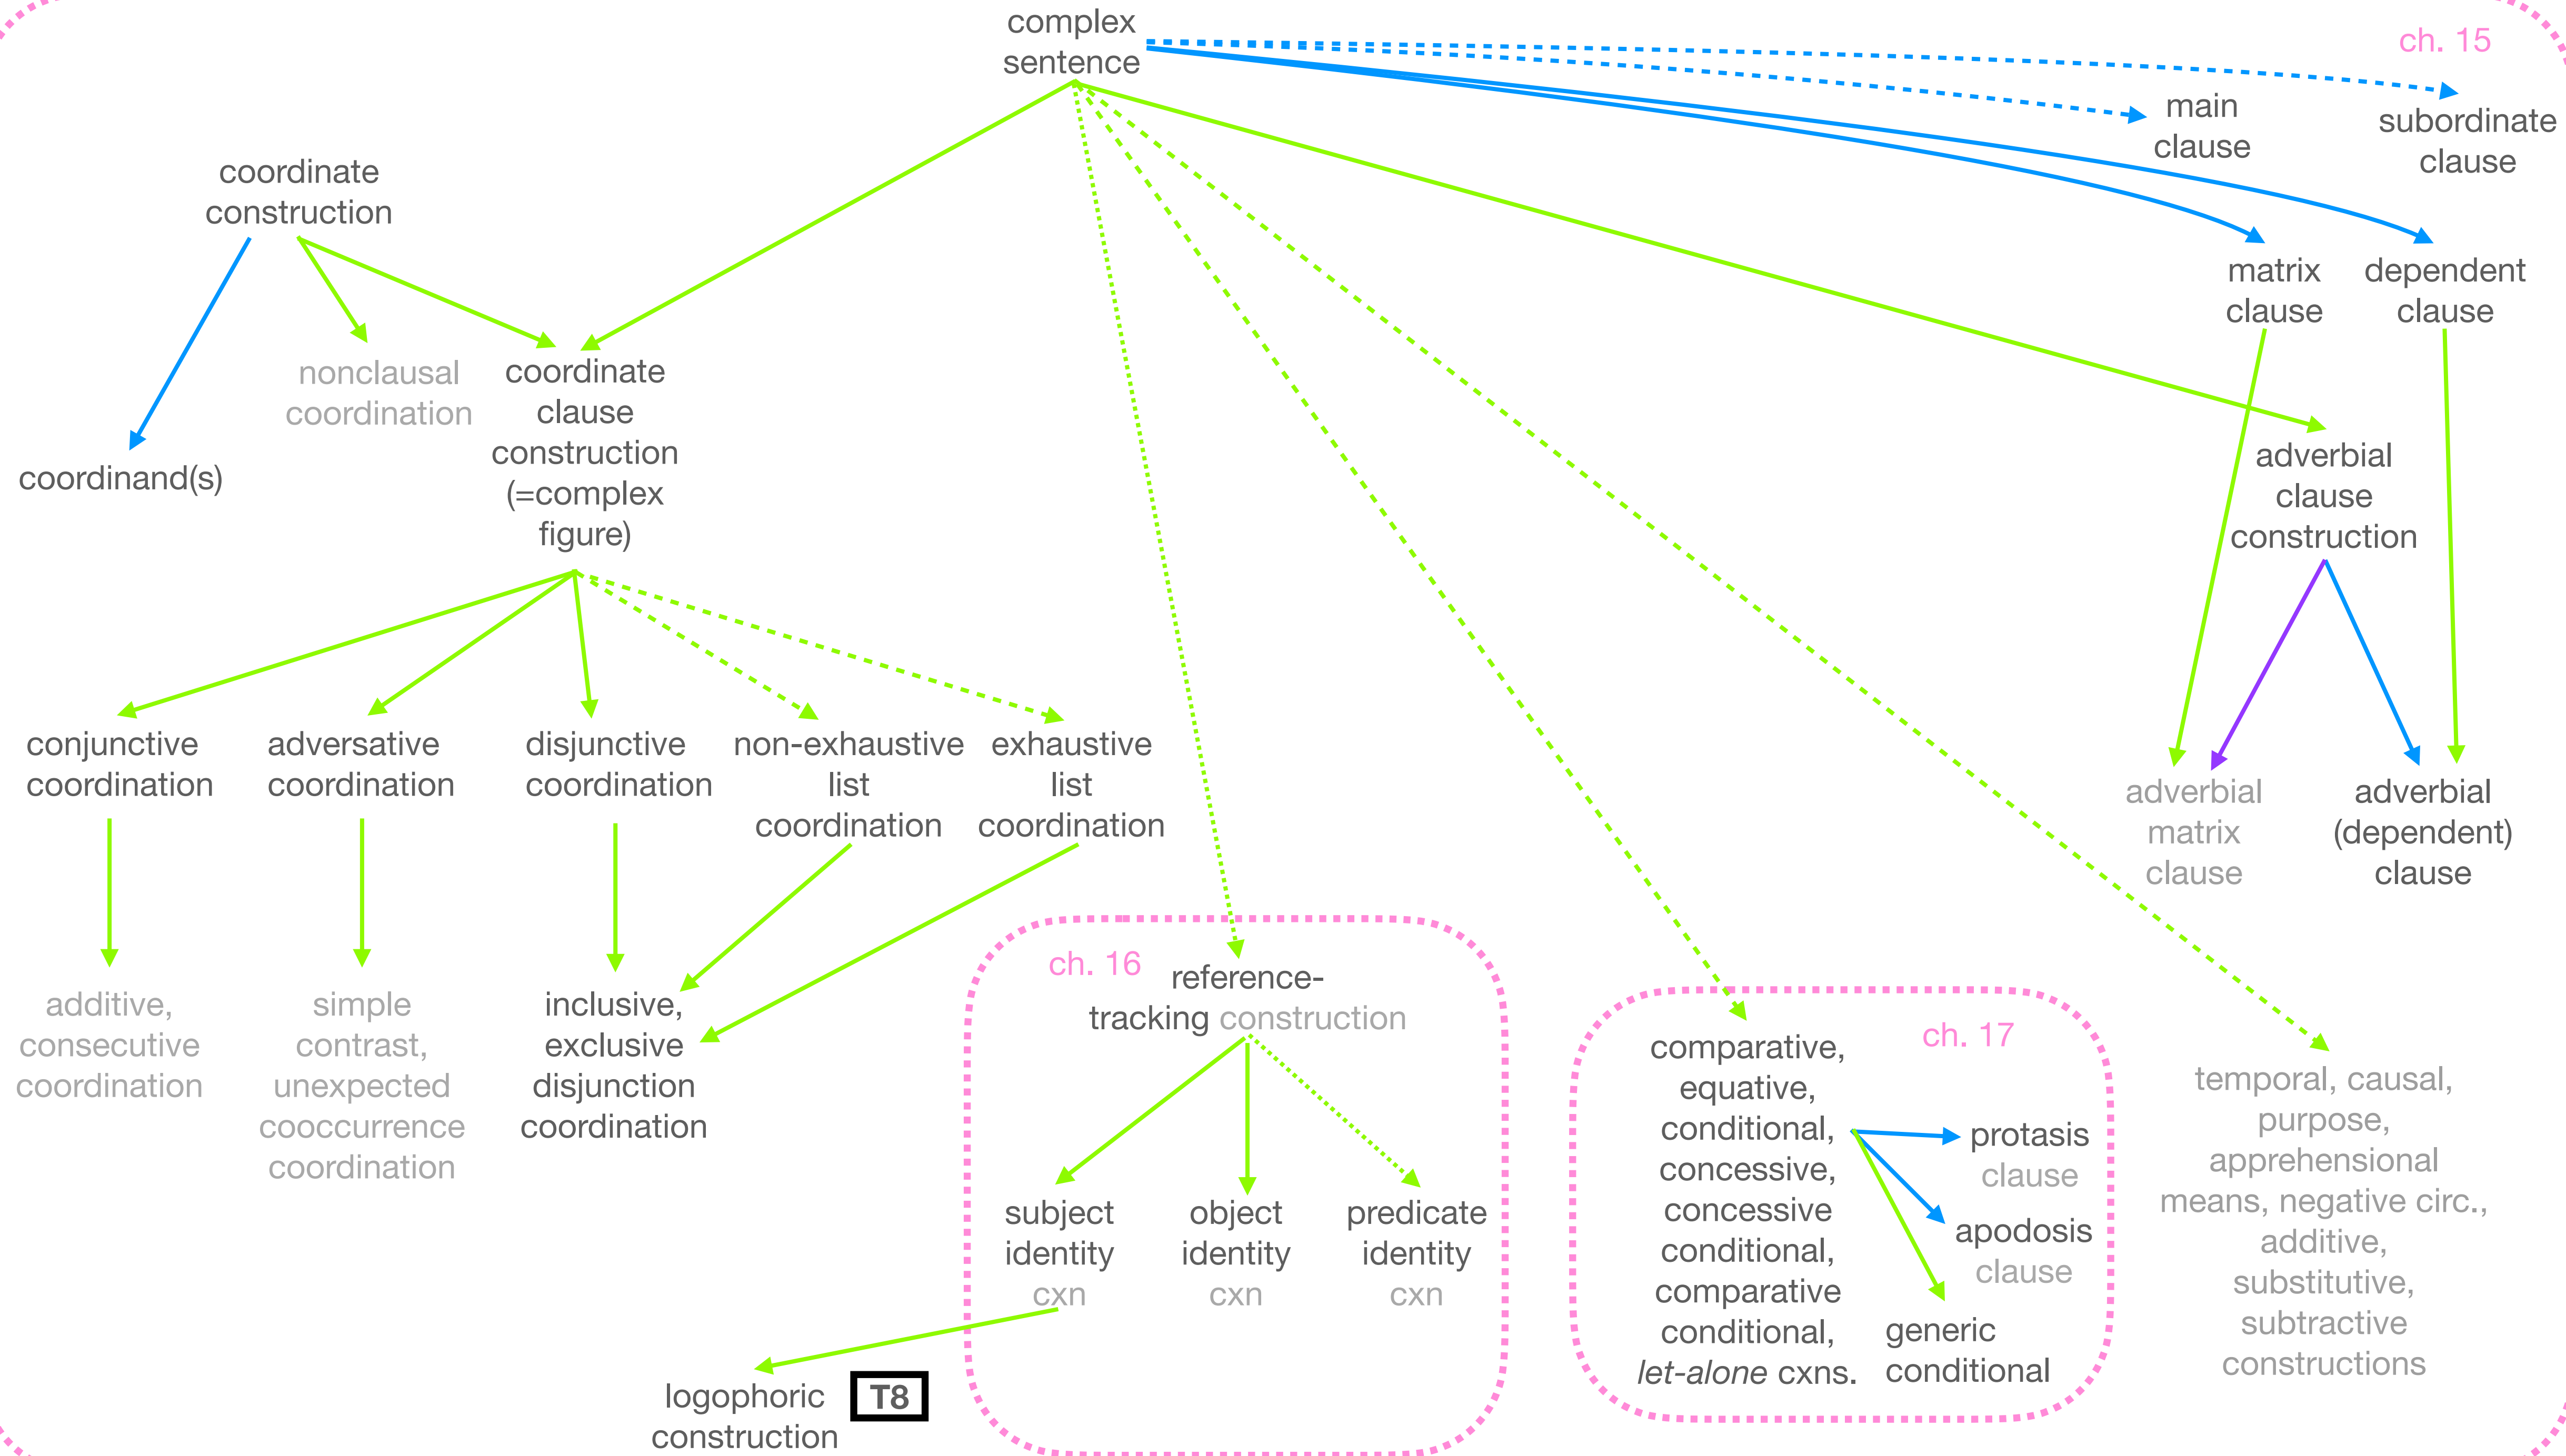 complex
sentence
ch. 15
main
clause
subordinate
clause
coordinate
construction
matrix
clause
dependent
clause
nonclausal
coordination
coordinate
clause
construction
(=complex
figure)
coordinand(s)
adverbial
clause
construction
conjunctive
coordination
adversative
coordination
disjunctive
coordination
non-exhaustive
list
coordination
exhaustive
list
coordination
adverbial
matrix
clause
adverbial
(dependent)
clause
additive,
consecutive
coordination
simple
contrast,
unexpected
cooccurrence
coordination
inclusive,
exclusive
disjunction
coordination
ch. 16
reference-
tracking construction
subject
identity
cxn
object
identity
cxn
predicate
identity
cxn
logophoric
construction
T8
ch. 17
comparative,
equative,
conditional,
concessive,
concessive
conditional,
comparative
conditional,
let-alone cxns.
protasis
clause
apodosis
clause
generic
conditional
temporal, causal,
purpose,
apprehensional
means, negative circ.,
additive,
substitutive,
subtractive
constructions